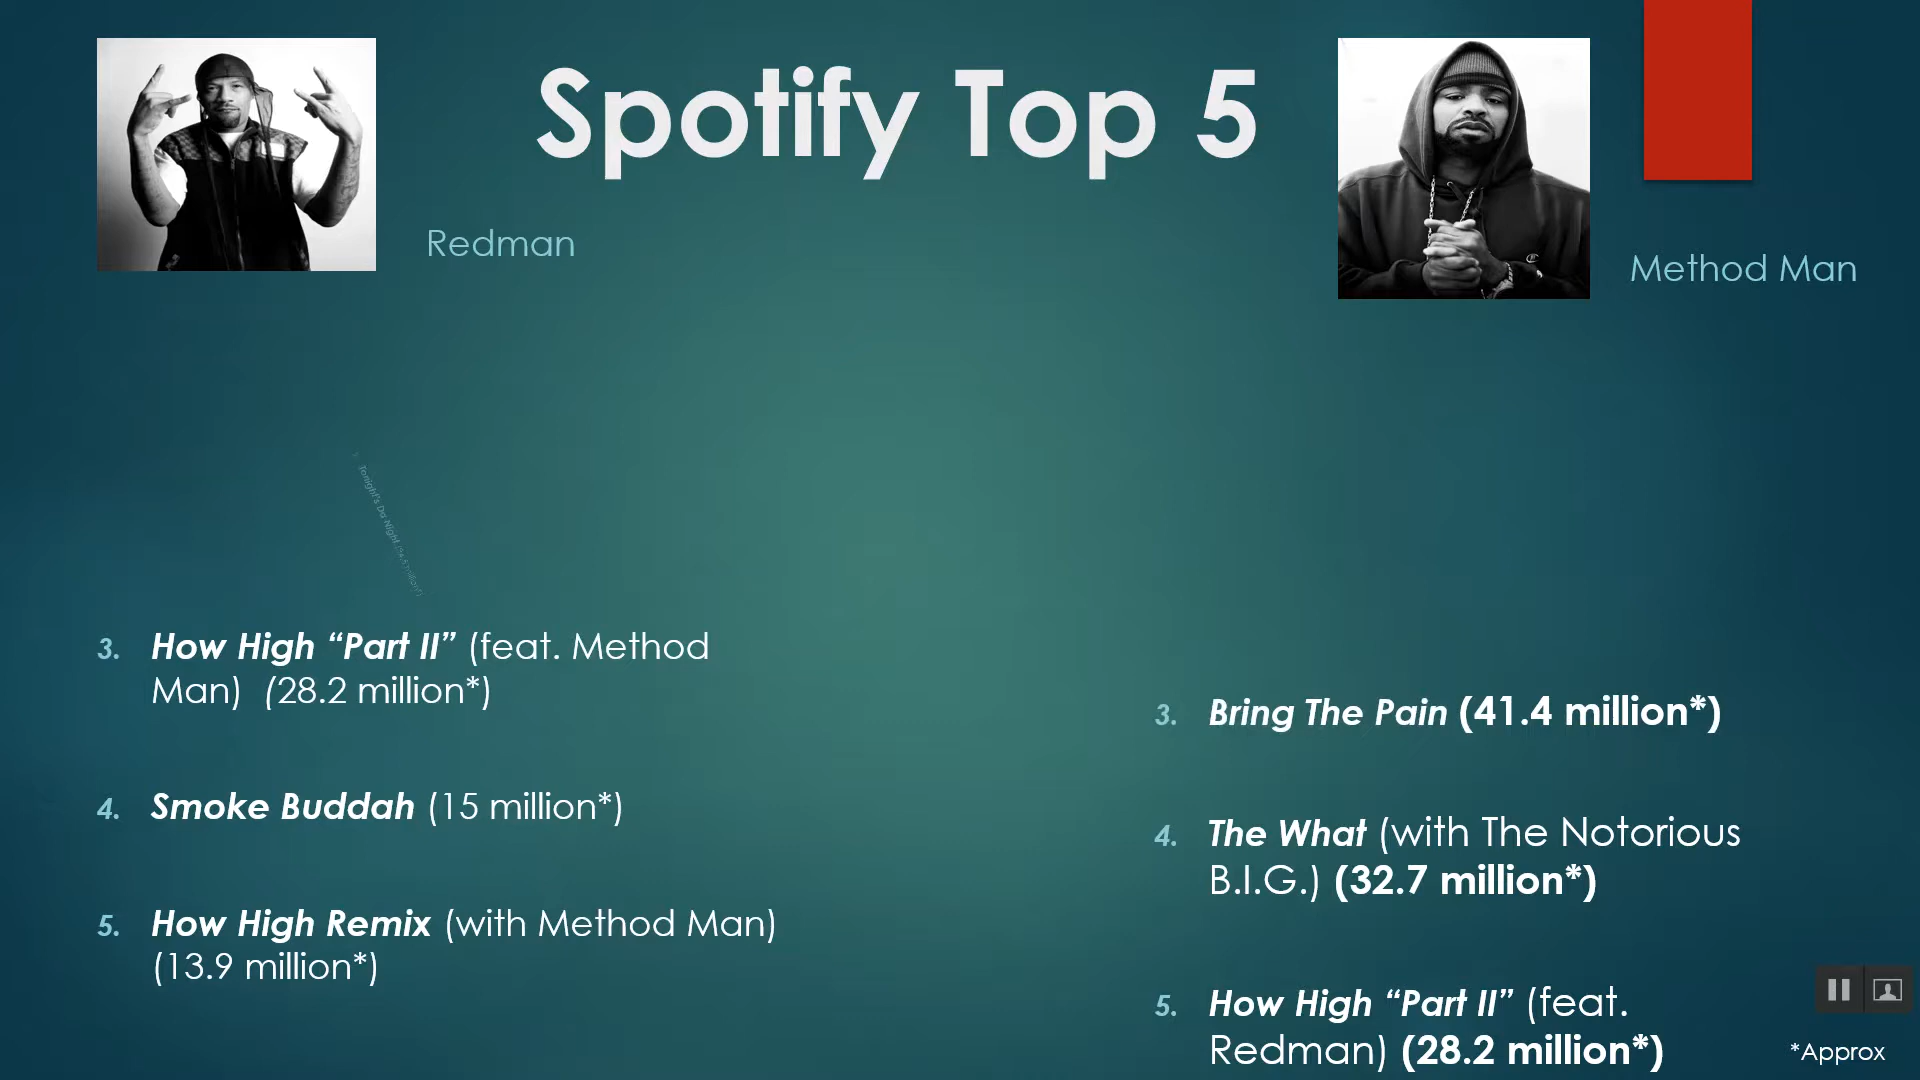 Spotify Top 5
Redman
Method Man
Tonight's Da Night
3. How High “Part II” (feat. Method
Man) (28.2 million*)
4. Smoke Buddah (15 million*)
5. How High Remix (with Method Man)
(13.9 million*)
3. Bring The Pain (41.4 million*)
4. The What (with The Notorious
B.I.G.) (32.7 million*)
5. How High “Part II” (feat.
Redman) (28.2 million*)
*Approx